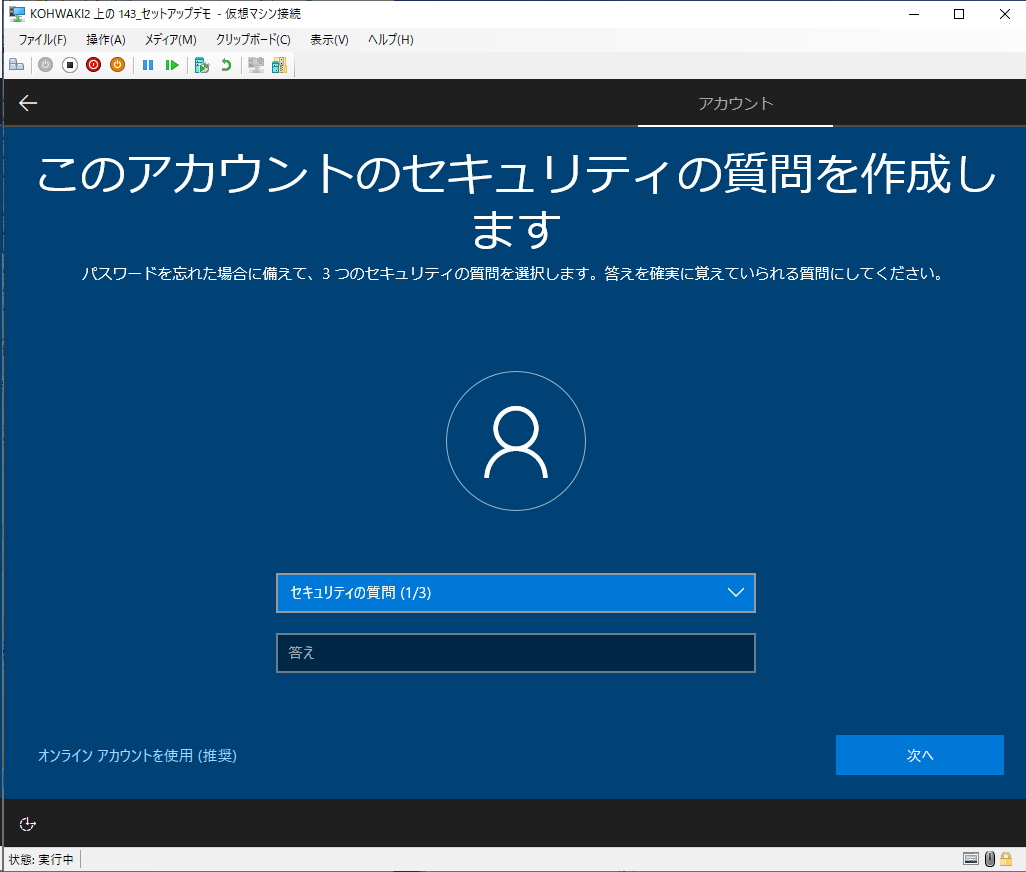 KOHWAKI2 上の 143_セットアップデモ - 仮想マシン接続
ファイル(F) 操作(A) メディア(M) クリップボード(C) 表示(V) ヘルプ(H)
アカウント
このアカウントのセキュリティの質問を作成し
ます
パスワードを忘れた場合に備えて、3 つのセキュリティの質問を選択します。答えを確実に覚えていられる質問にしてください。
セキュリティの質問 (1/3)
答え
オンライン アカウントを使用 (推奨)
次へ
状態: 実行中